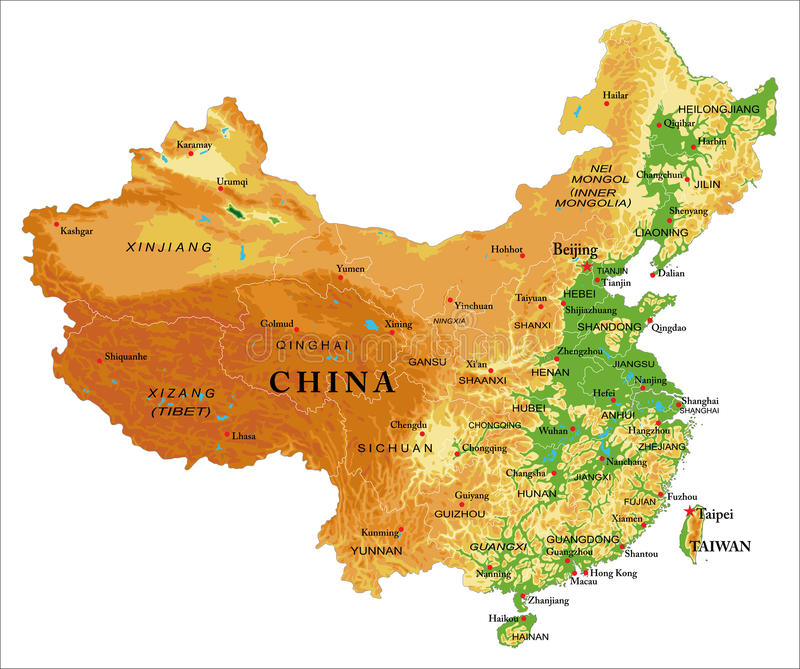 Hailar
HEILONGJIANG
Qiqihar
Karamay
Harbin
NEI
MONGOL
(INNER
MONGOLIA)
Changchun
Urumqi
JILIN
Shenyang
Kashgar
LIAONING
XINJIANG
Hohhot
Beijing
Yumen
TIANJIN
Dalian
Tianjin
HEBEI
Taiyuan
Yinchuan
Shijiazhuang
NINGXIA
SHANXI
Golmud
Xining
SHANDONG
Qingdao
QINGHAI
Shiquanhe
GANSU
Zhengzhou
Xi'an
JIANGSU
HENAN
CHINA
SHAANXI
Nanjing
XIZANG
(TIBET)
Hefei
Shanghai
SHANGHAI
HUBEI
ANHUI
Chengdu
CHONGQING
Wuhan
Hangzhou
Lhasa
SICHUAN
Chongqing
ZHEJIANG
Nanchang
Changsha
JIANGXI
Guiyang
HUNAN
Fuzhou
FUJIAN
GUIZHOU
Taipei
Xiamen
Kunming
GUANGDONG
TAIWAN
YUNNAN
GUANGXI
Guangzhou
Shantou
Nanning
Hong Kong
Macau
Zhanjiang
Haikou
HAINAN
dreamstime